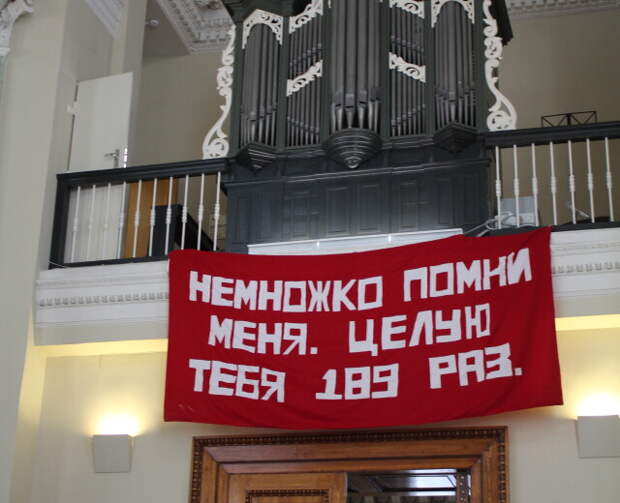 НЕМНОЖКО ПОМНИ
МЕНЯ. ЦЕЛУЮ
ТЕБЯ 189 РАЗ.